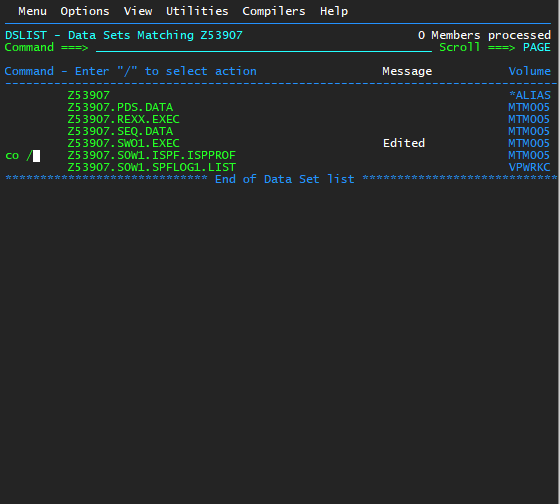 Menu Options View Utilities Compilers Help
DSLIST - Data Sets Matching Z53907 0 Members processed
Command ===> Scroll ===> PAGE
Command - Enter "/" to select action Message Volume
-------------------------------------------------------------------------------
Z53907 *ALIAS
Z53907.PDS.DATA MTM005
Z53907.REXX.EXEC MTM005
Z53907.SEQ.DATA MTM005
Z53907.SWO1.EXEC Edited MTM005
co / Z53907.SOW1.ISPF.ISPPROF MTM005
Z53907.SOW1.SPFLOG1.LIST VPWRKC
***************************** End of Data Set list ****************************